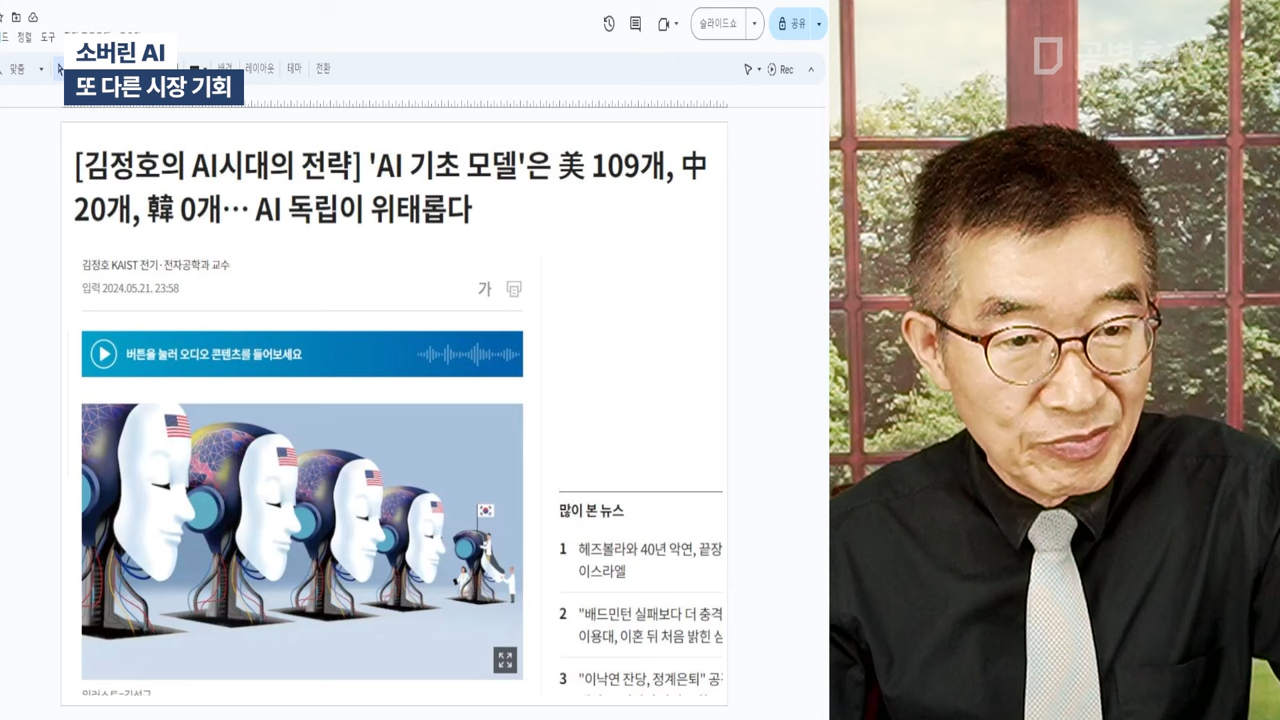 도구
슬라이드쇼
공유
소버린 AI
또 다른 시장 기회
맞춤
배경
레이아웃
테마
전환
Rec
[김정호의 AI시대의 전략] 'AI 기초 모델'은 美 109개, 中
20개, 韓 0개… AI 독립이 위태롭다
김정호 KAIST 전기·전자공학과 교수
입력 2024.05.21. 23:58
가
버튼을 눌러 오디오 콘텐츠를 들어보세요
많이 본 뉴스
1 헤즈볼라와 40년 악연, 끝장
이스라엘
2 "배드민턴 실패보다 더 충격
이용대, 이혼 뒤 처음 밝힌 심
3 "이낙연 잔당, 정계은퇴" 공